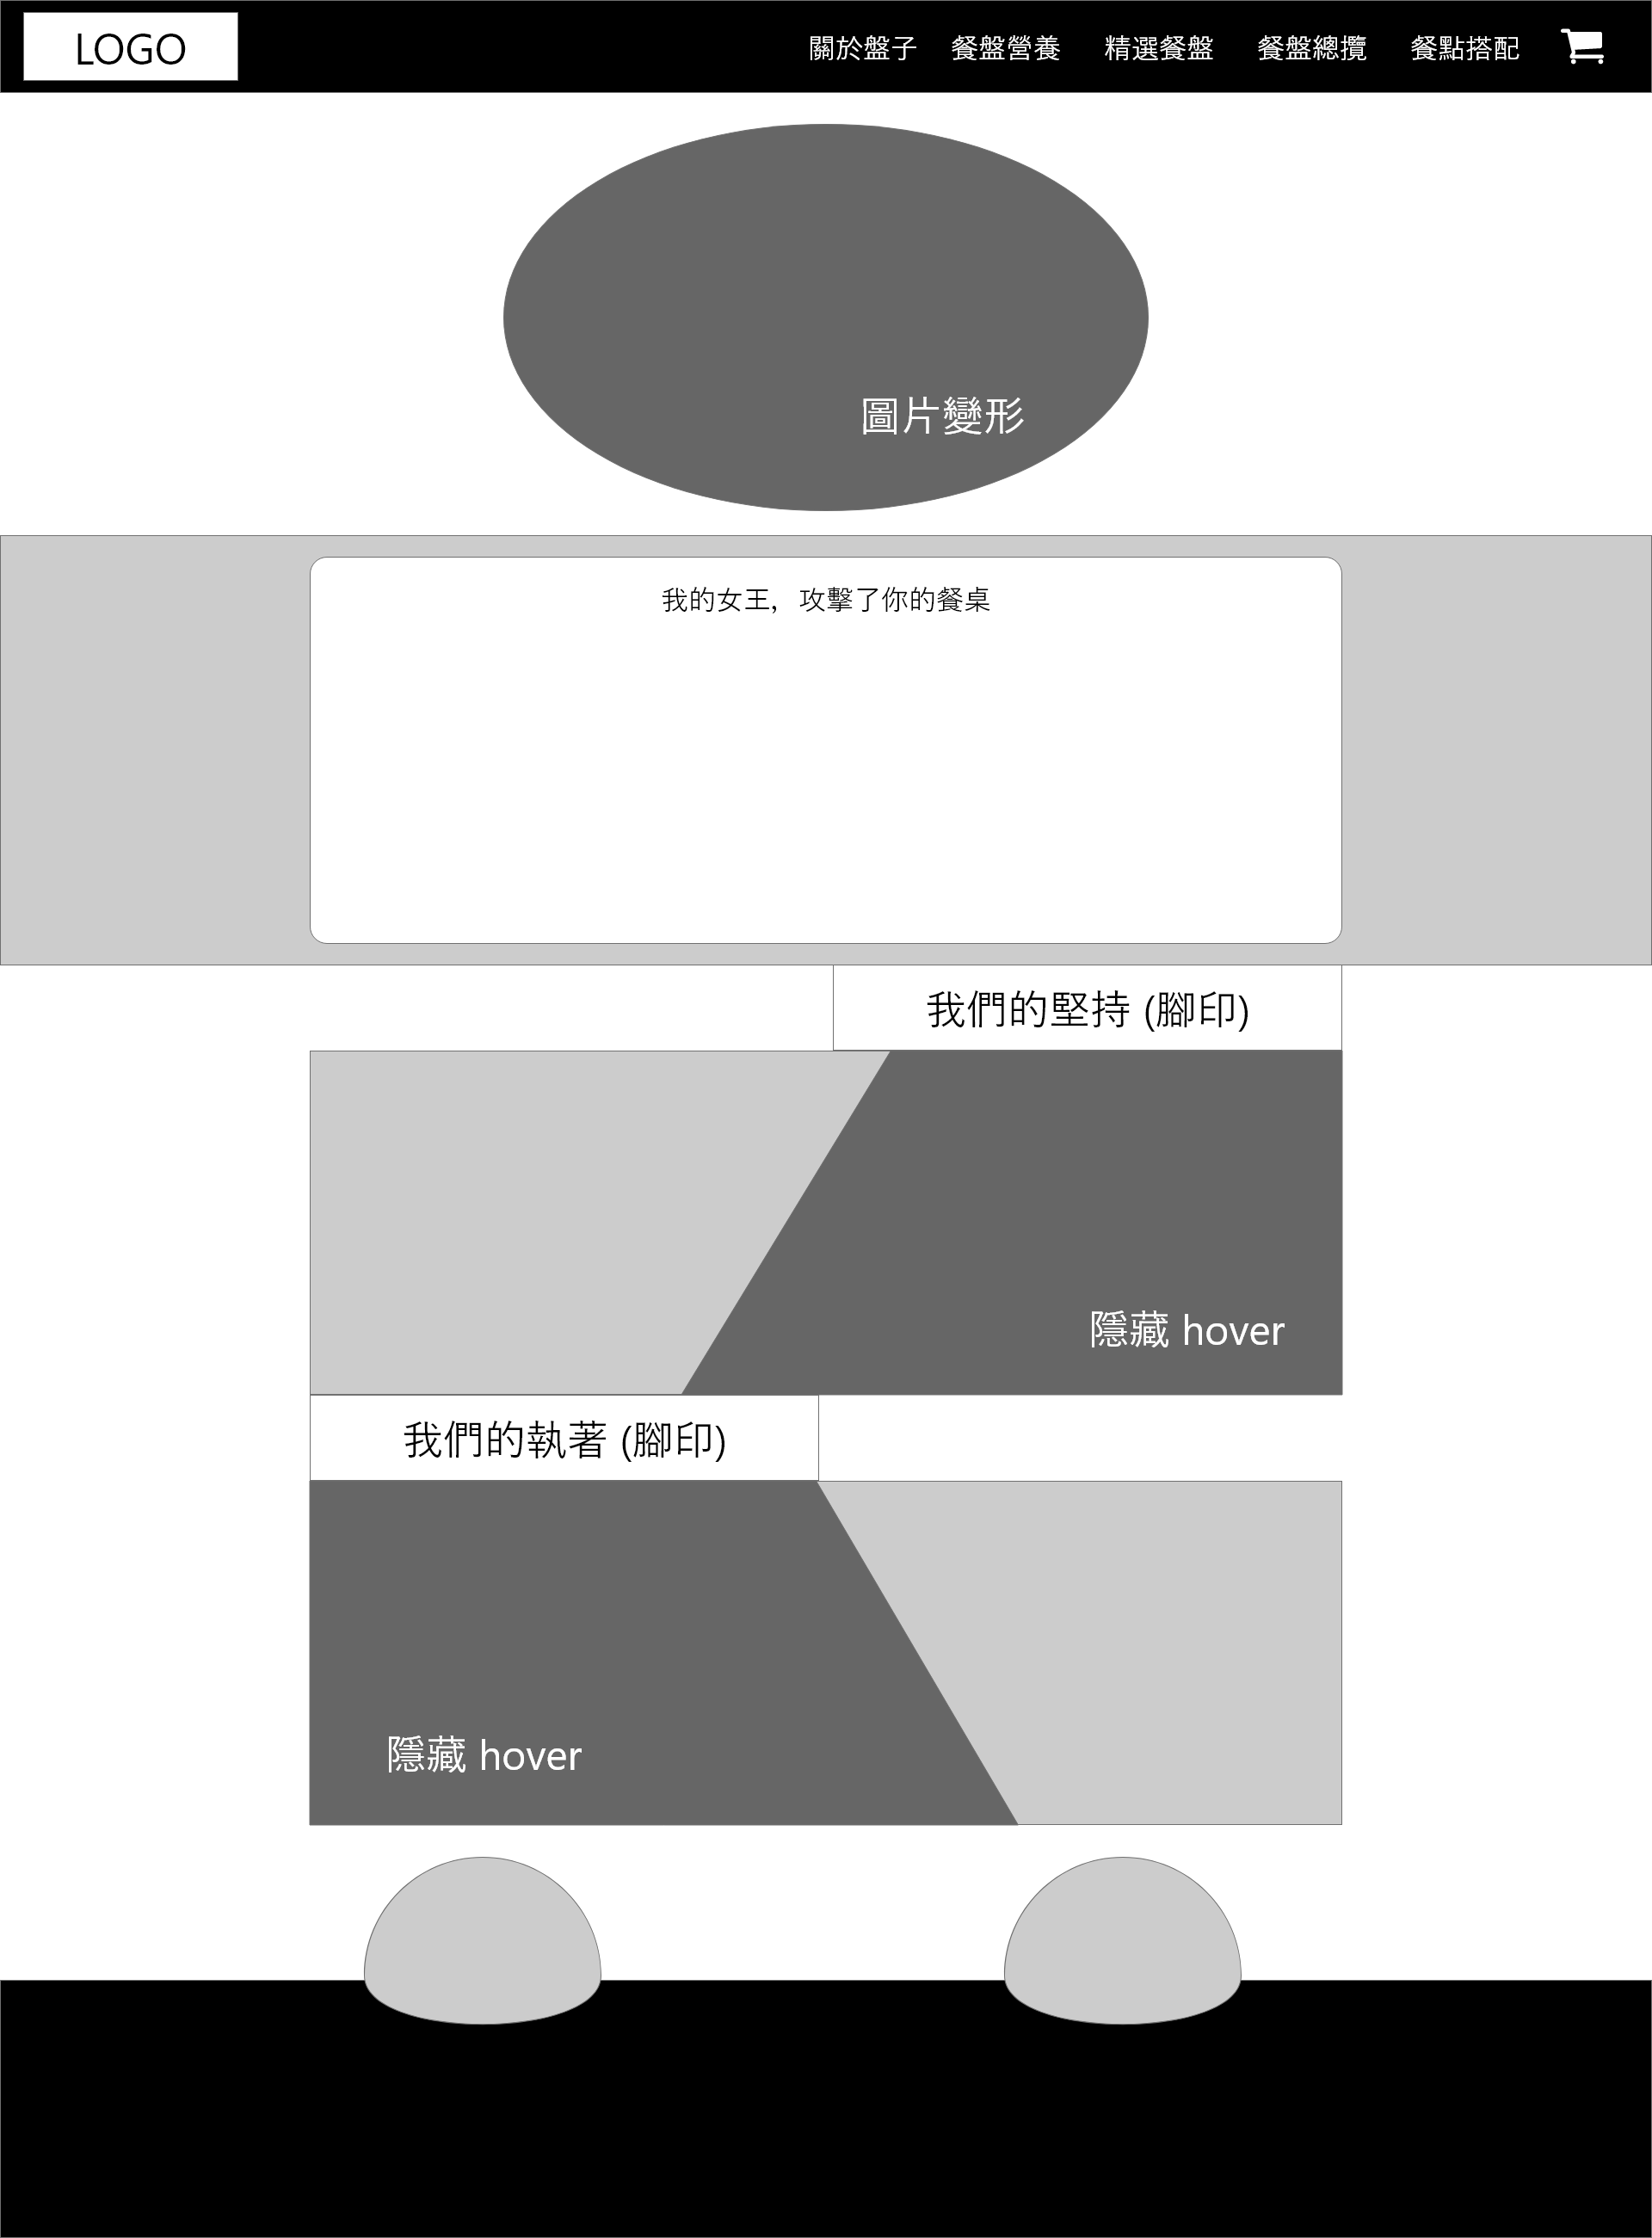 LOGO
關於盤子 餐盤營養 精選餐盤 餐盤總攬 餐點搭配
圖片變形
我的女王，攻擊了你的餐桌
我們的堅持 (腳印)
隱藏 hover
我們的執著 (腳印)
隱藏 hover